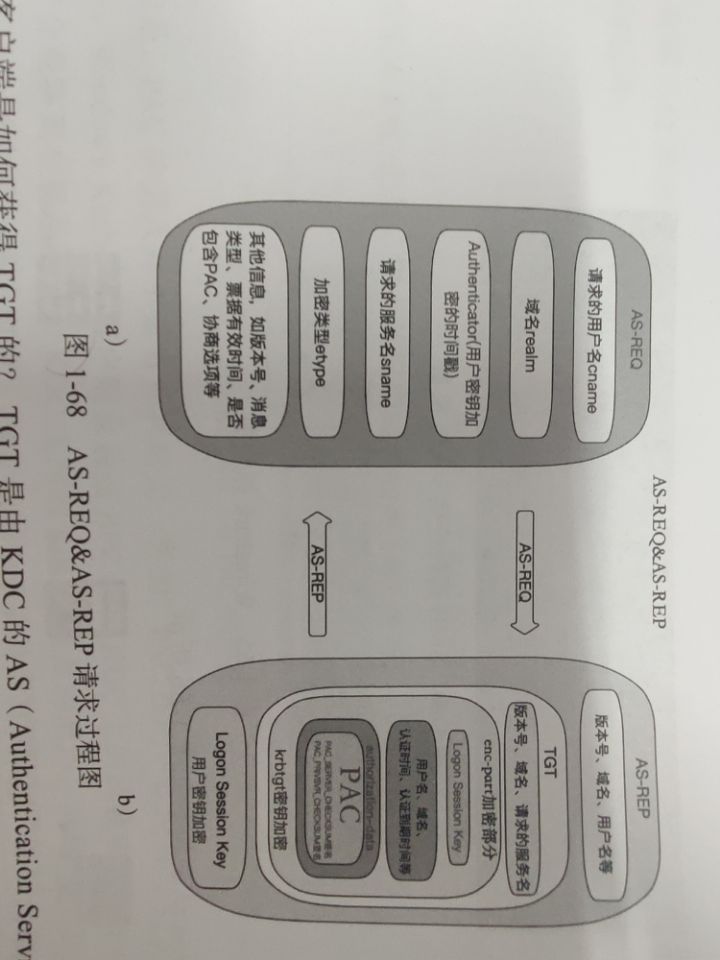 AS-REQ&AS-REP
AS-REQ
请求的用户名cname
域名realm
Authenticator(用户密钥加
密的时间戳)
请求的服务名sname
加密类型etype
其他信息，如版本号、消息
类型、票据有效时间、是否
包含PAC、协商选项等
a）
AS-REQ
AS-REP
AS-REP
版本号、域名、用户名等
TGT
版本号、域名、请求的服务名
enc-part加密部分
Logon Session Key
用户名、域名、
认证时间、认证到期时间等
authorization-data
PAC
PAC_SERVER_CHECKSUM签名
PAC_PRIVSVR_CHECKSUM签名
krbtgt密钥加密
Logon Session Key
用户密钥加密
b）
图 1-68 AS-REQ&AS-REP 请求过程图
客户端是如何获得 TGT 的？ TGT 是由 KDC 的 AS（Authentication